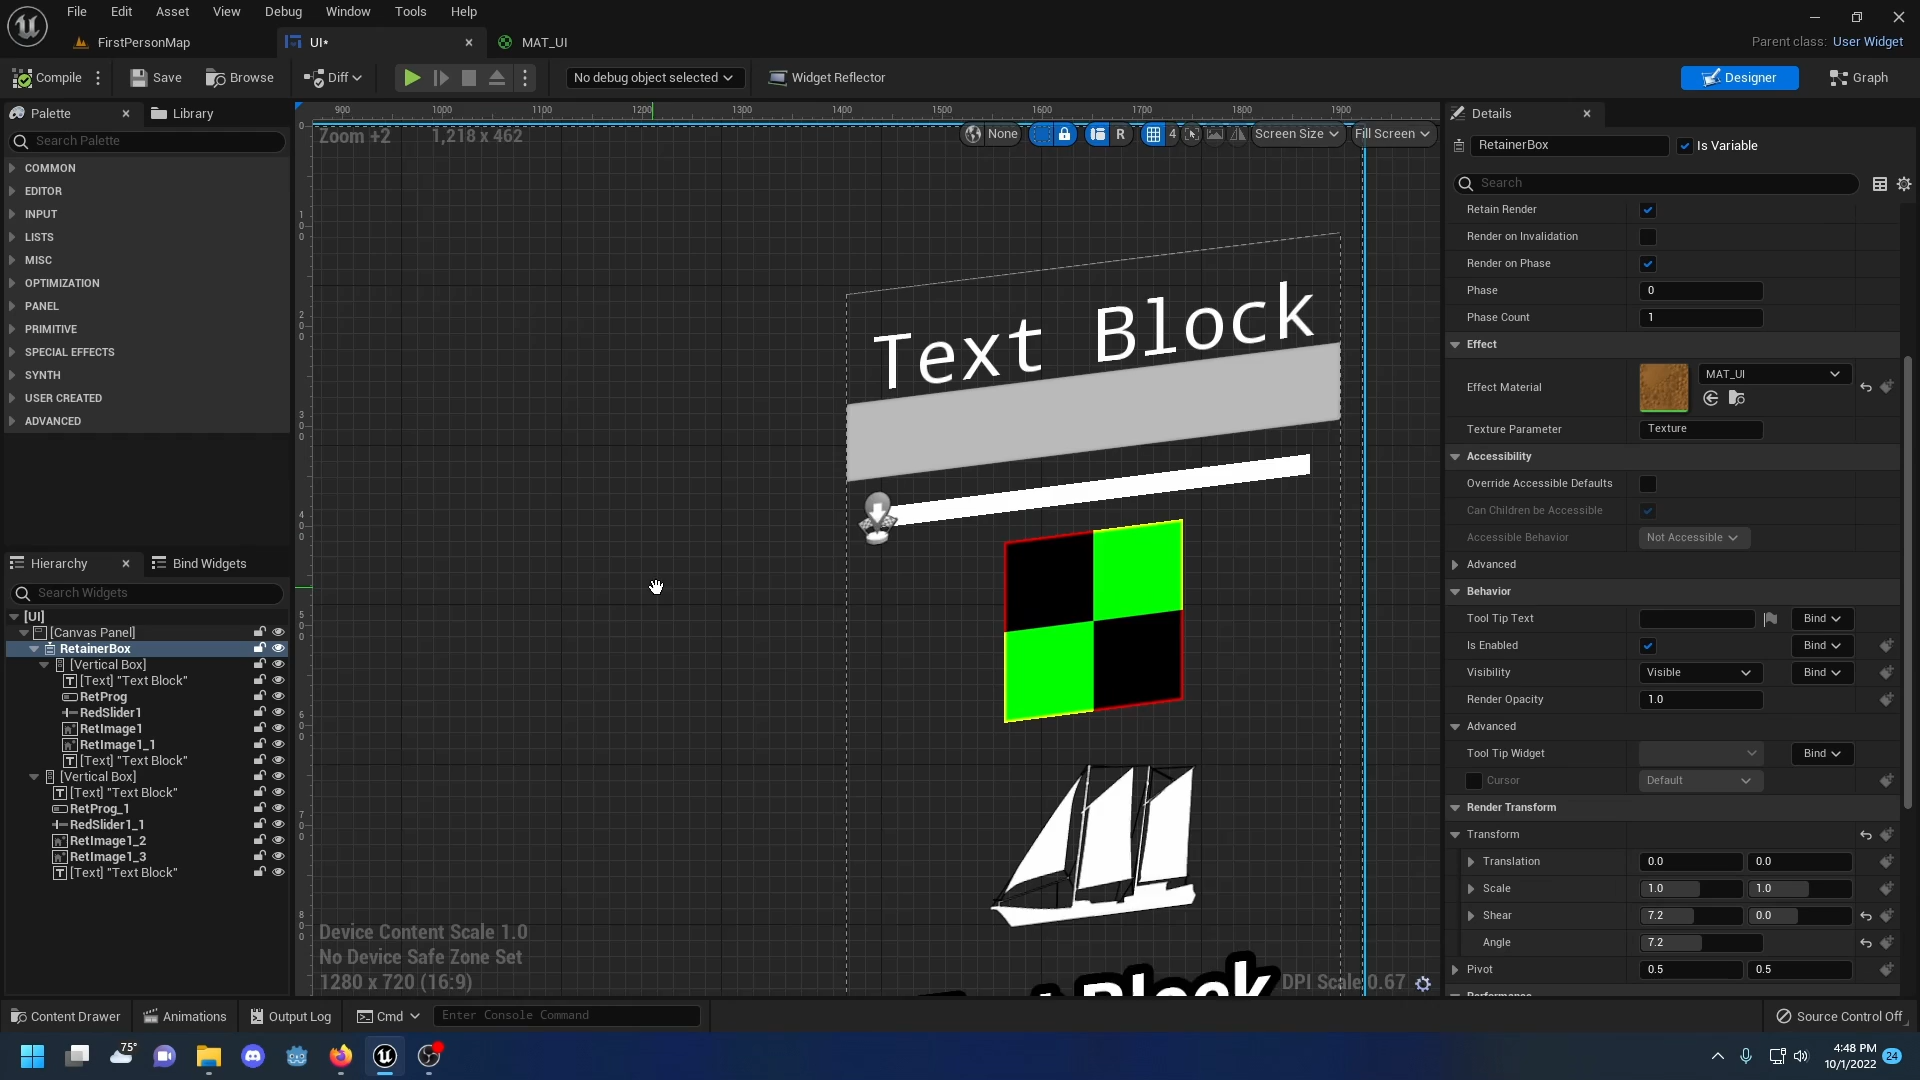 File Edit Asset View Debug Window Tools Help
FirstPersonMap
UI*
MAT_UI
Parent class: User Widget
Compile
Save
Browse
Diff
No debug object selected
Widget Reflector
Designer
Graph
Palette
Library
Search Palette
COMMON
EDITOR
INPUT
LISTS
MISC
OPTIMIZATION
PANEL
PRIMITIVE
SPECIAL EFFECTS
SYNTH
USER CREATED
ADVANCED
Hierarchy
Bind Widgets
Search Widgets
[UI]
[Canvas Panel]
RetainerBox
[Vertical Box]
[Text] "Text Block"
RetProg
RedSlider1
RetImage1
RetImage1_1
[Text] "Text Block"
[Vertical Box]
[Text] "Text Block"
RetProg_1
RedSlider1_1
RetImage1_2
RetImage1_3
[Text] "Text Block"
900 1000 1100 1200 1300 1400 1500 1600 1700 1800 1900
0
100
200
300
400
500
600
700
800
Zoom +2
1,218 x 462
None
R
4
Screen Size
Fill Screen
Text Block
Block
Device Content Scale 1.0
No Device Safe Zone Set
1280 x 720 (16:9)
DPI Scale 0.67
Details
RetainerBox
Is Variable
Search
Retain Render
Render on Invalidation
Render on Phase
Phase 0
Phase Count 1
Effect
Effect Material
MAT_UI
Texture Parameter Texture
Accessibility
Override Accessible Defaults
Can Children be Accessible
Accessible Behavior Not Accessible
Advanced
Behavior
Tool Tip Text Bind
Is Enabled Bind
Visibility Visible Bind
Render Opacity 1.0
Advanced
Tool Tip Widget Bind
Cursor Default
Render Transform
Transform
Translation 0.0 0.0
Scale 1.0 1.0
Shear 7.2 0.0
Angle 7.2
Pivot 0.5 0.5
Performance
Content Drawer
Animations
Output Log
Cmd
Enter Console Command
Source Control Off
75°
4:48 PM
10/1/2022
24